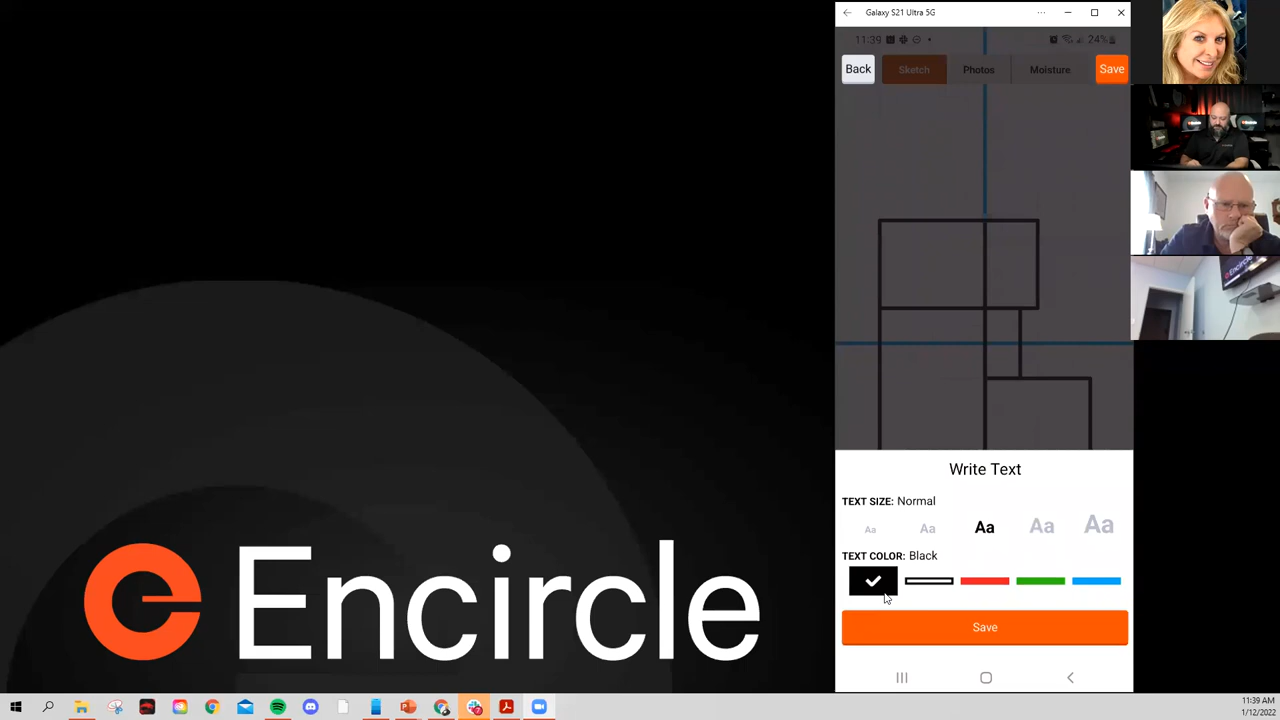 Galaxy S21 Ultra 5G
11:39
24%
Back
Sketch
Photos
Moisture
Save
Write Text
TEXT SIZE: Normal
Aa
Aa
Aa
Aa
Aa
TEXT COLOR: Black
Save
Encircle
11:39 AM
1/12/2022